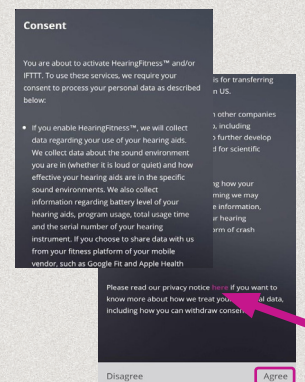 Consent
You are about to activate HearingFitness™ and/or
IFTTT. To use these services, we require your
consent to process your personal data as described
below:
• If you enable HearingFitness™, we will collect
data regarding your use of your hearing aids.
We collect data about the sound environment
you are in (whether it is loud or quiet) and how
effective your hearing aids are in the specific
sound environments. We also collect
information regarding battery level of your
hearing aids, program usage, total usage time
and the serial number of your hearing
instrument. If you choose to share data with us
from your fitness platform of your mobile
vendor, such as Google Fit and Apple Health
is for transferring
n US.
other companies
, including
further develop
d for scientific
ng how your
ming we may
e information,
ur hearing
orm of crash
Please read our privacy notice here if you want to
know more about how we treat your al data,
including how you can withdraw consen
Disagree
Agree